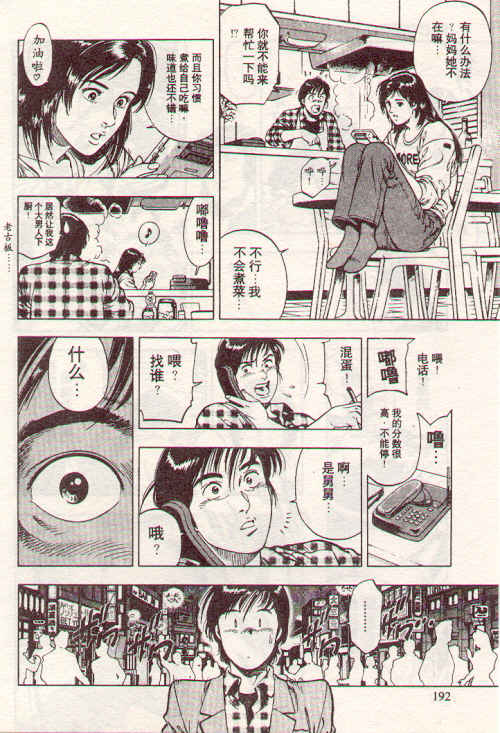 有什么办法
?妈妈她不
在嘛…
你就不能来
帮忙一下吗
!?
哗…
哗…
MORE
不行…我
不会煮菜…
而且你习惯
煮给自己吃嘛…
味道也还不错…
加油啦♡
嘟噜噜…
居然让我这
个大男人下
厨!
老古板……
喂!
电话!
嘟噜
噜…
我的分数很
高,不能停!
混蛋!
喂?
找谁?
啊…
是舅舅…
哦?
什么…
…………
192